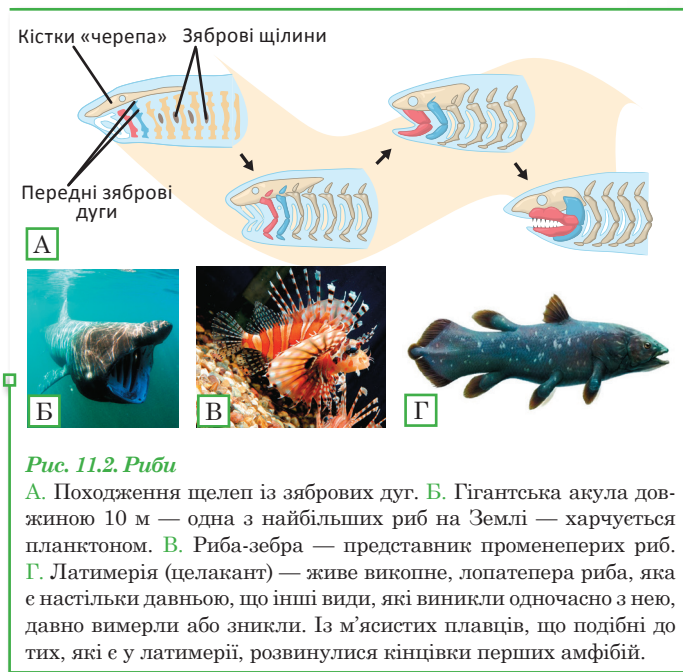 Кістки «черепа»
Зяброві щілини
Передні зяброві
дуги
А
Б
В
Г
Рис. 11.2. Риби
А. Походження щелеп із зябрових дуг. Б. Гігантська акула дов-
жиною 10 м — одна з найбільших риб на Землі — харчується
планктоном. В. Риба-зебра — представник променеперих риб.
Г. Латимерія (целакант) — живе викопне, лопатепера риба, яка
є настільки давньою, що інші види, які виникли одночасно з нею,
давно вимерли або зникли. Із м’ясистих плавців, що подібні до
тих, які є у латимерії, розвинулися кінцівки перших амфібій.